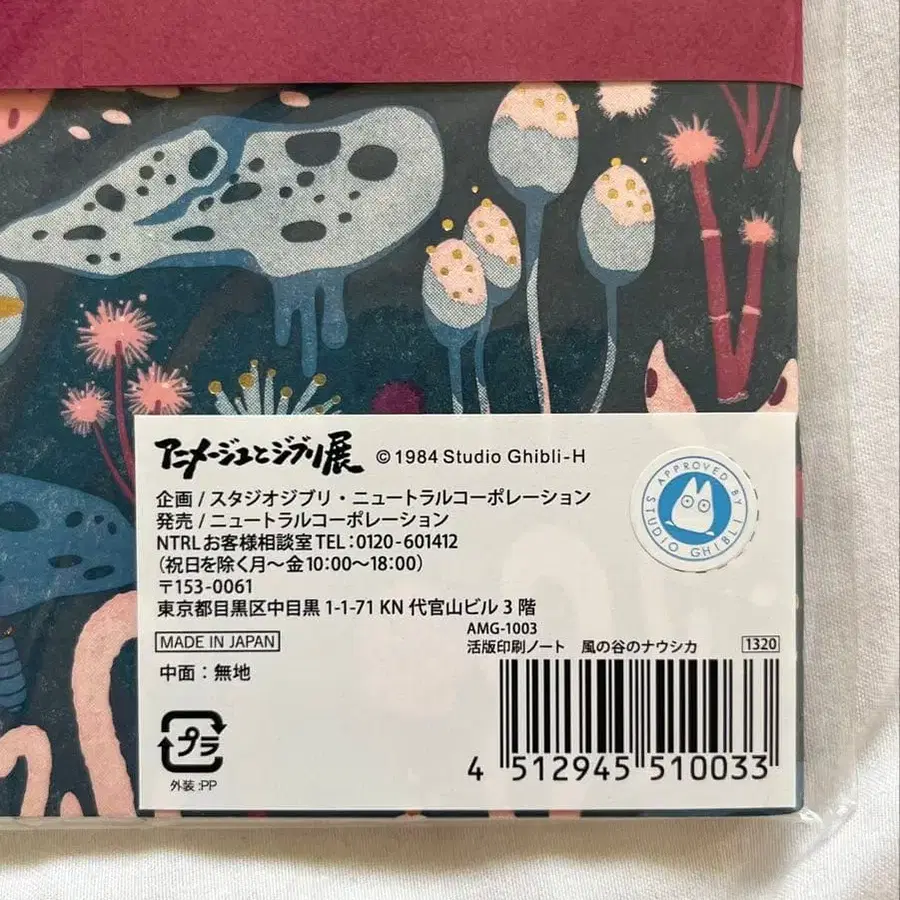 アニメージュとジブリ展 ©1984 Studio Ghibli-H
企画/スタジオジブリ・ニュートラルコーポレーション
発売/ニュートラルコーポレーション
NTRLお客様相談室 TEL:0120-601412
(祝日を除く月〜金10:00〜18:00)
〒153-0061
東京都目黒区中目黒1-1-71 KN 代官山ビル 3 階
APPROVED BY
STUDIO GHIBLI
AMG-1003
MADE IN JAPAN
活版印刷ノート 風の谷のナウシカ
1320
中面:無地
プラ
外装:PP
4 512945 510033